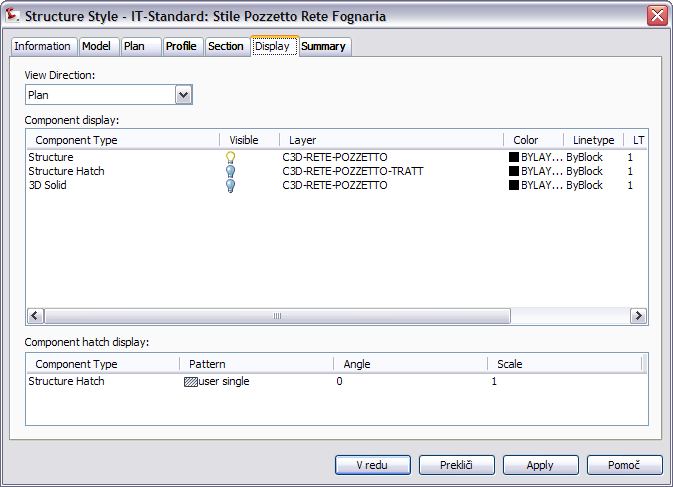 Structure Style - IT-Standard: Stile Pozzetto Rete Fognaria
Information Model Plan Profile Section Display Summary
View Direction:
Plan
Component display:
Component Type Visible Layer Color Linetype LT
Structure C3D-RETE-POZZETTO BYLAY... ByBlock 1
Structure Hatch C3D-RETE-POZZETTO-TRATT BYLAY... ByBlock 1
3D Solid BYLAY... ByBlock 1
Component hatch display:
Component Type Pattern Angle Scale
Structure Hatch user single 0 1
V redu Prekliči Apply Pomoč